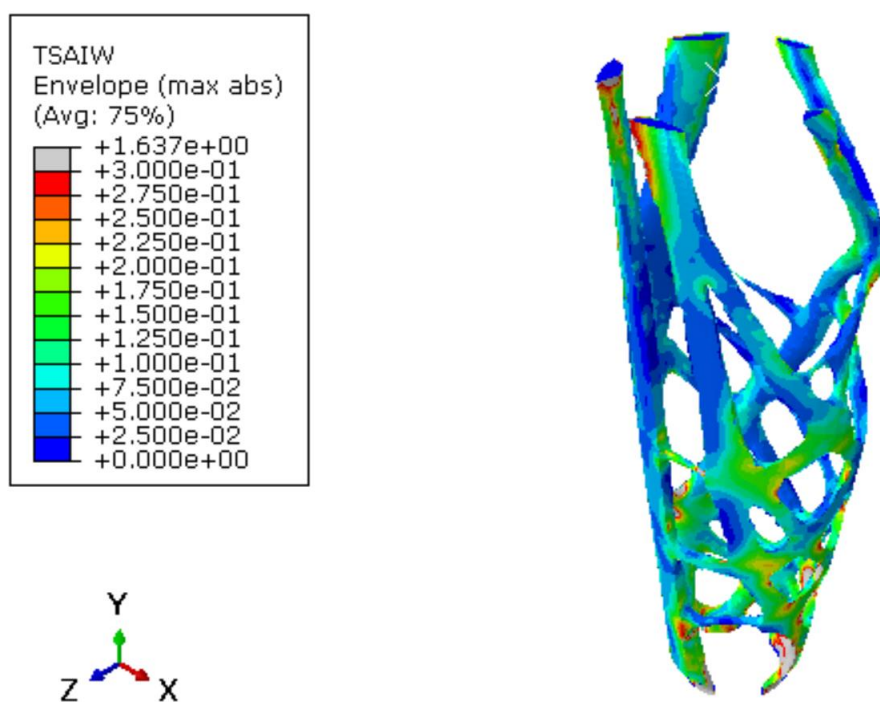 TSAIW
Envelope (max abs)
(Avg: 75%)
+1.637e+00
+3.000e-01
+2.750e-01
+2.500e-01
+2.250e-01
+2.000e-01
+1.750e-01
+1.500e-01
+1.250e-01
+1.000e-01
+7.500e-02
+5.000e-02
+2.500e-02
+0.000e+00
Y
Z X